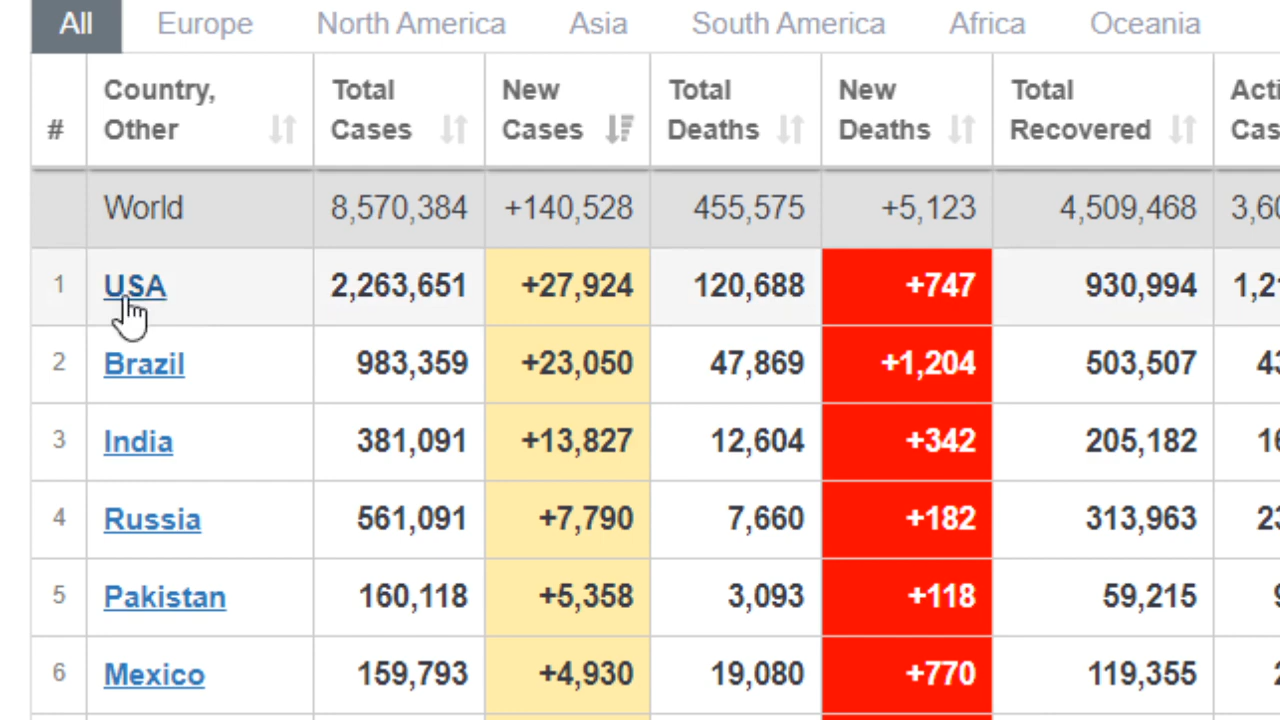 All Europe North America Asia South America Africa Oceania
Country, Total New Total New Total
# Other Cases Cases Deaths Deaths Recovered
World 8,570,384 +140,528 455,575 +5,123 4,509,468
1 USA 2,263,651 +27,924 120,688 +747 930,994
2 Brazil 983,359 +23,050 47,869 +1,204 503,507
3 India 381,091 +13,827 12,604 +342 205,182
4 Russia 561,091 +7,790 7,660 +182 313,963
5 Pakistan 160,118 +5,358 3,093 +118 59,215
6 Mexico 159,793 +4,930 19,080 +770 119,355